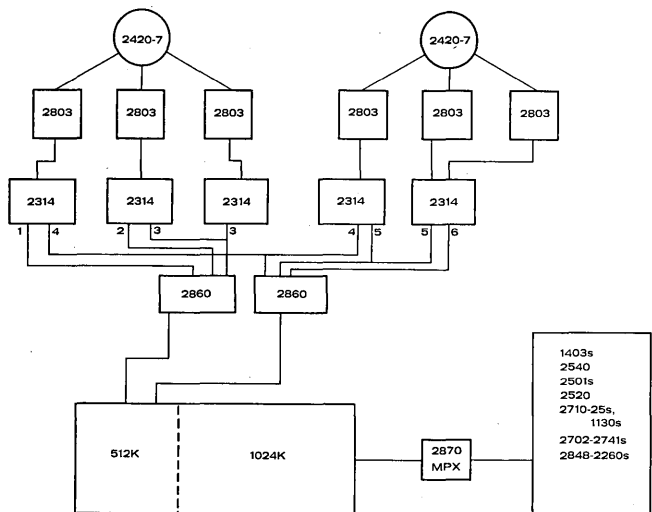 2420-7 2420-7
2803 2803 2803 2803 2803 2803
2314 2314 2314 2314 2314
1 4 2 3 3 4 5 5 6
2860 2860
512K 1024K
2870
MPX
1403s
2540
2501s
2520
2710-25s,
1130s
2702-2741s
2848-2260s